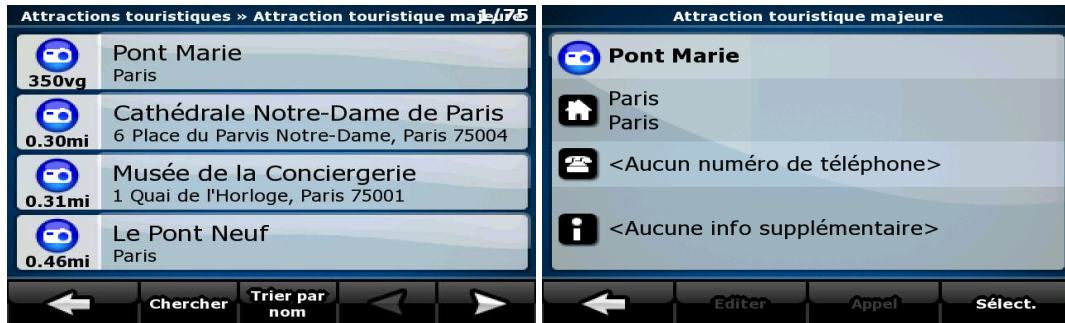 Attractions touristiques » Attraction touristique majeure
1/75
Pont Marie
Paris
350vg
Cathédrale Notre-Dame de Paris
6 Place du Parvis Notre-Dame, Paris 75004
0.30mi
Musée de la Conciergerie
1 Quai de l'Horloge, Paris 75001
0.31mi
Le Pont Neuf
Paris
0.46mi
Chercher
Trier par
nom
Attraction touristique majeure
Pont Marie
Paris
Paris
<Aucun numéro de téléphone>
<Aucune info supplémentaire>
Editer
Appel
Sélect.